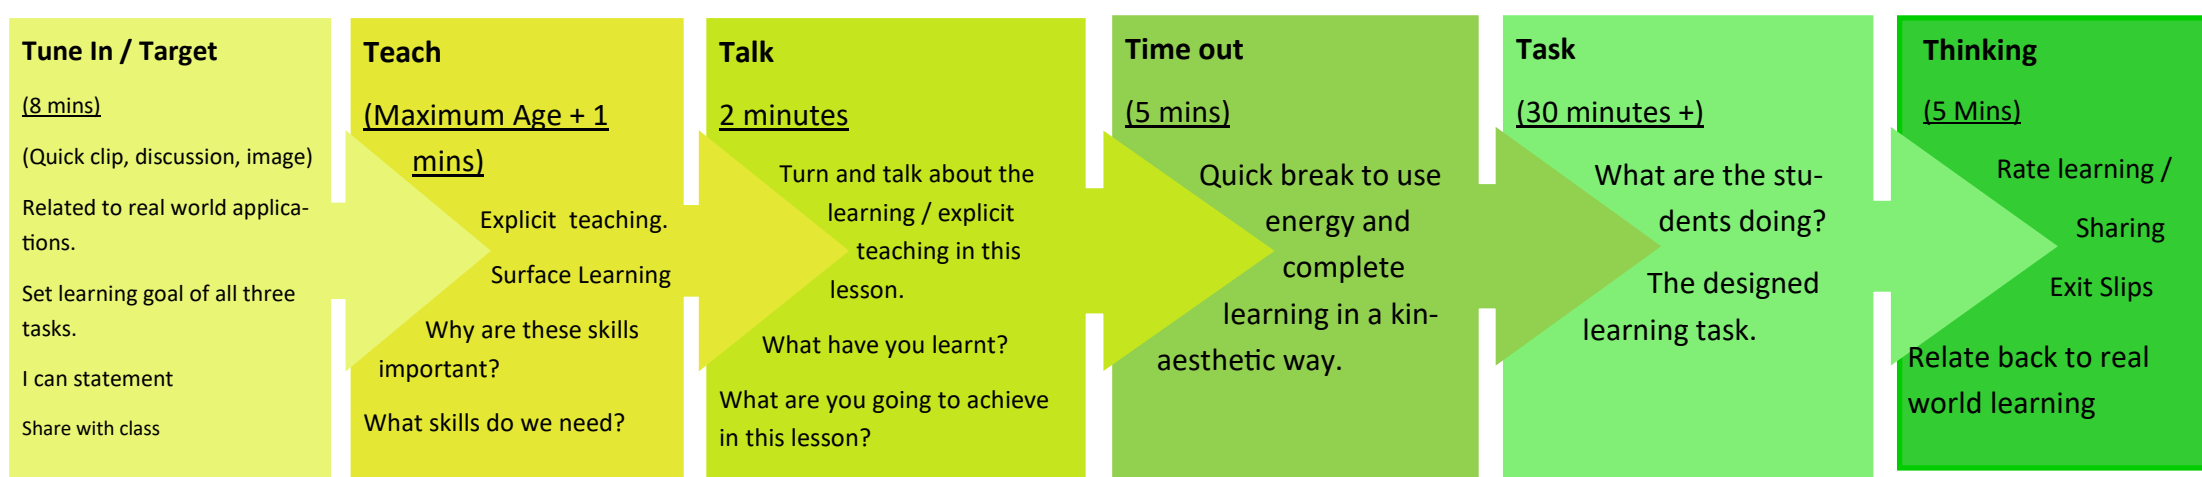 Tune In / Target
(8 mins)
(Quick clip, discussion, image)
Related to real world applica-
tions.
Set learning goal of all three
tasks.
I can statement
Share with class
Teach
(Maximum Age + 1
mins)
Explicit  teaching.
Surface Learning
Why are these skills
important?
What skills do we need?
Talk
2 minutes
Turn and talk about the
learning / explicit
teaching in this
lesson.
What have you learnt?
What are you going to achieve
in this lesson?
Time out
(5 mins)
Quick break to use
energy and
complete
learning in a kin-
aesthetic way.
Task
(30 minutes +)
What are the stu-
dents doing?
The designed
learning task.
Thinking
(5 Mins)
Rate learning /
Sharing
Exit Slips
Relate back to real
world learning